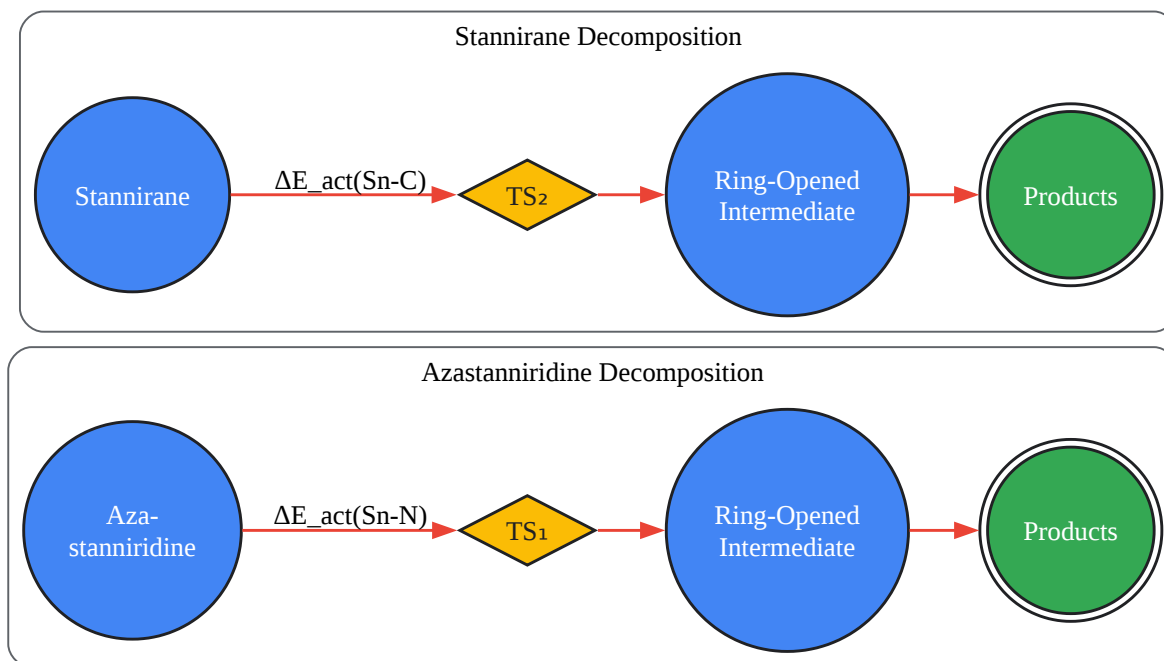 Stannirane Decomposition
Stannirane
ΔE_act(Sn-C)
TS₂
Ring-Opened
Intermediate
Products
Azastanniridine Decomposition
Aza-
stanniridine
ΔE_act(Sn-N)
TS₁
Ring-Opened
Intermediate
Products